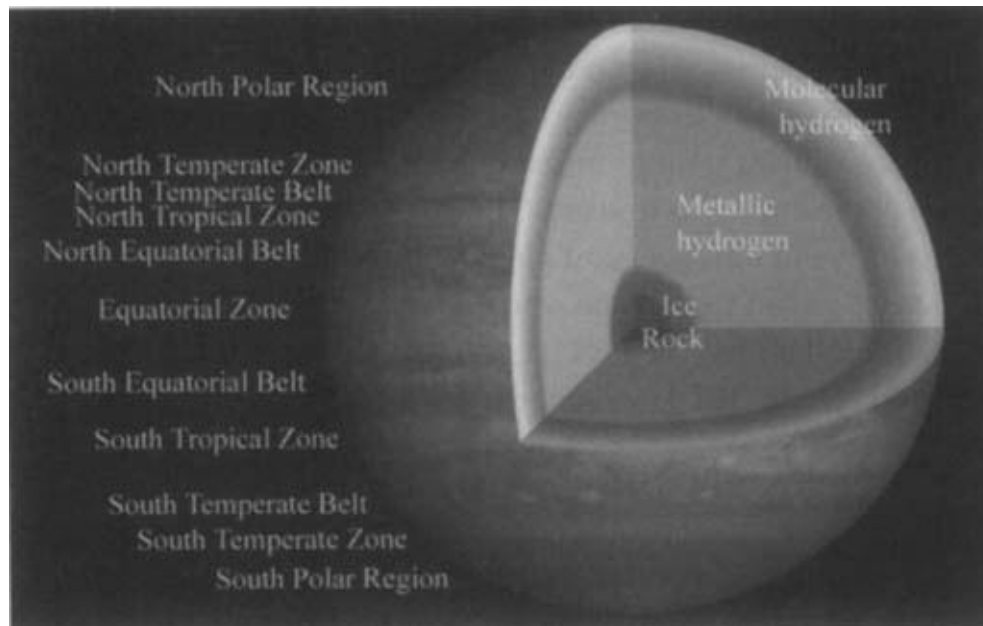 North Polar Region
North Temperate Zone
North Temperate Belt
North Tropical Zone
North Equatorial Belt
Equatorial Zone
South Equatorial Belt
South Tropical Zone
South Temperate Belt
South Temperate Zone
South Polar Region
Molecular
hydrogen
Metallic
hydrogen
Ice
Rock